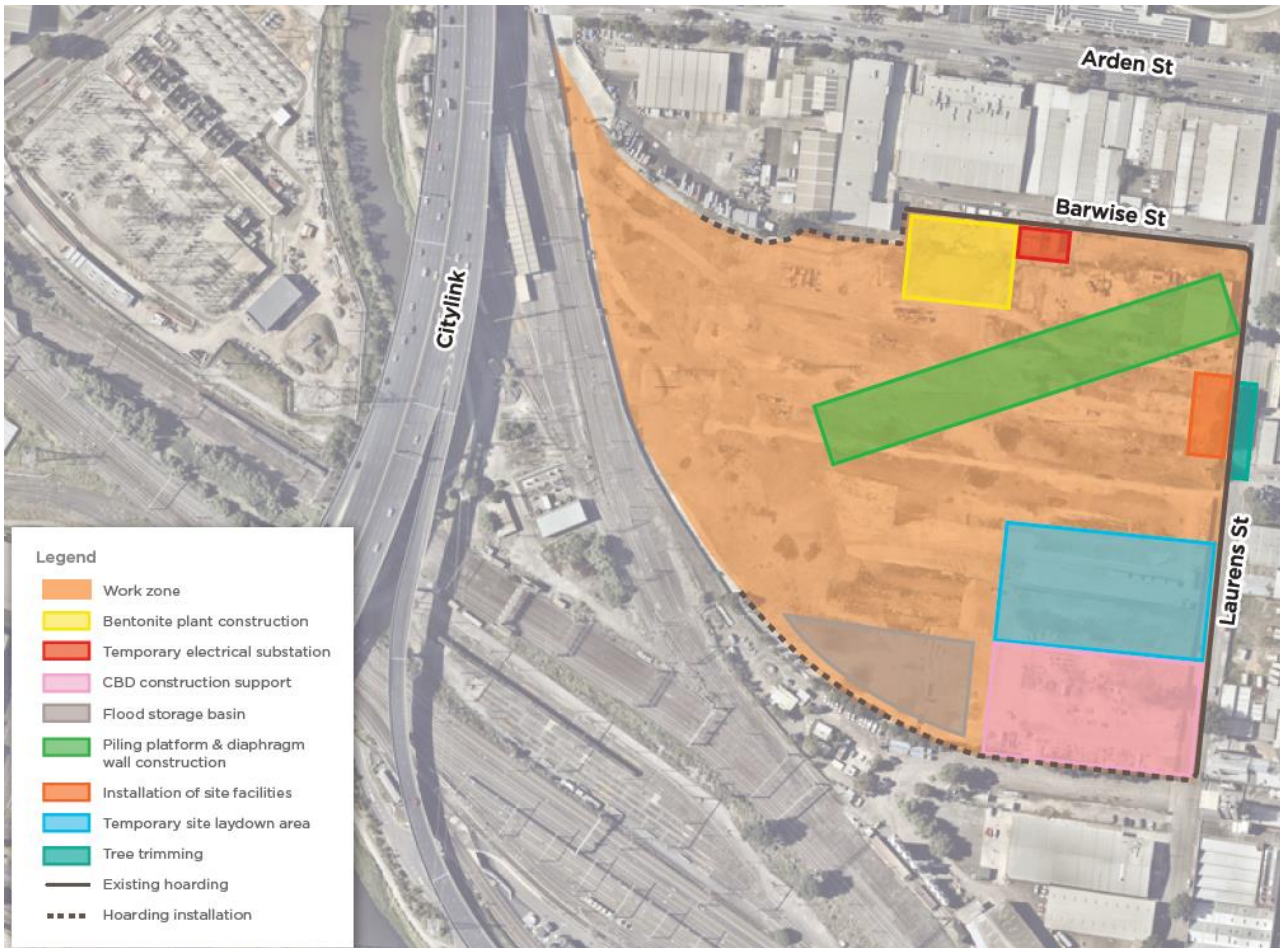 Arden St
Barwise St
Citylink
Laurens St
Legend
Work zone
Bentonite plant construction
Temporary electrical substation
CBD construction support
Flood storage basin
Piling platform & diaphragm
wall construction
Installation of site facilities
Temporary site laydown area
Tree trimming
Existing hoarding
Hoarding installation